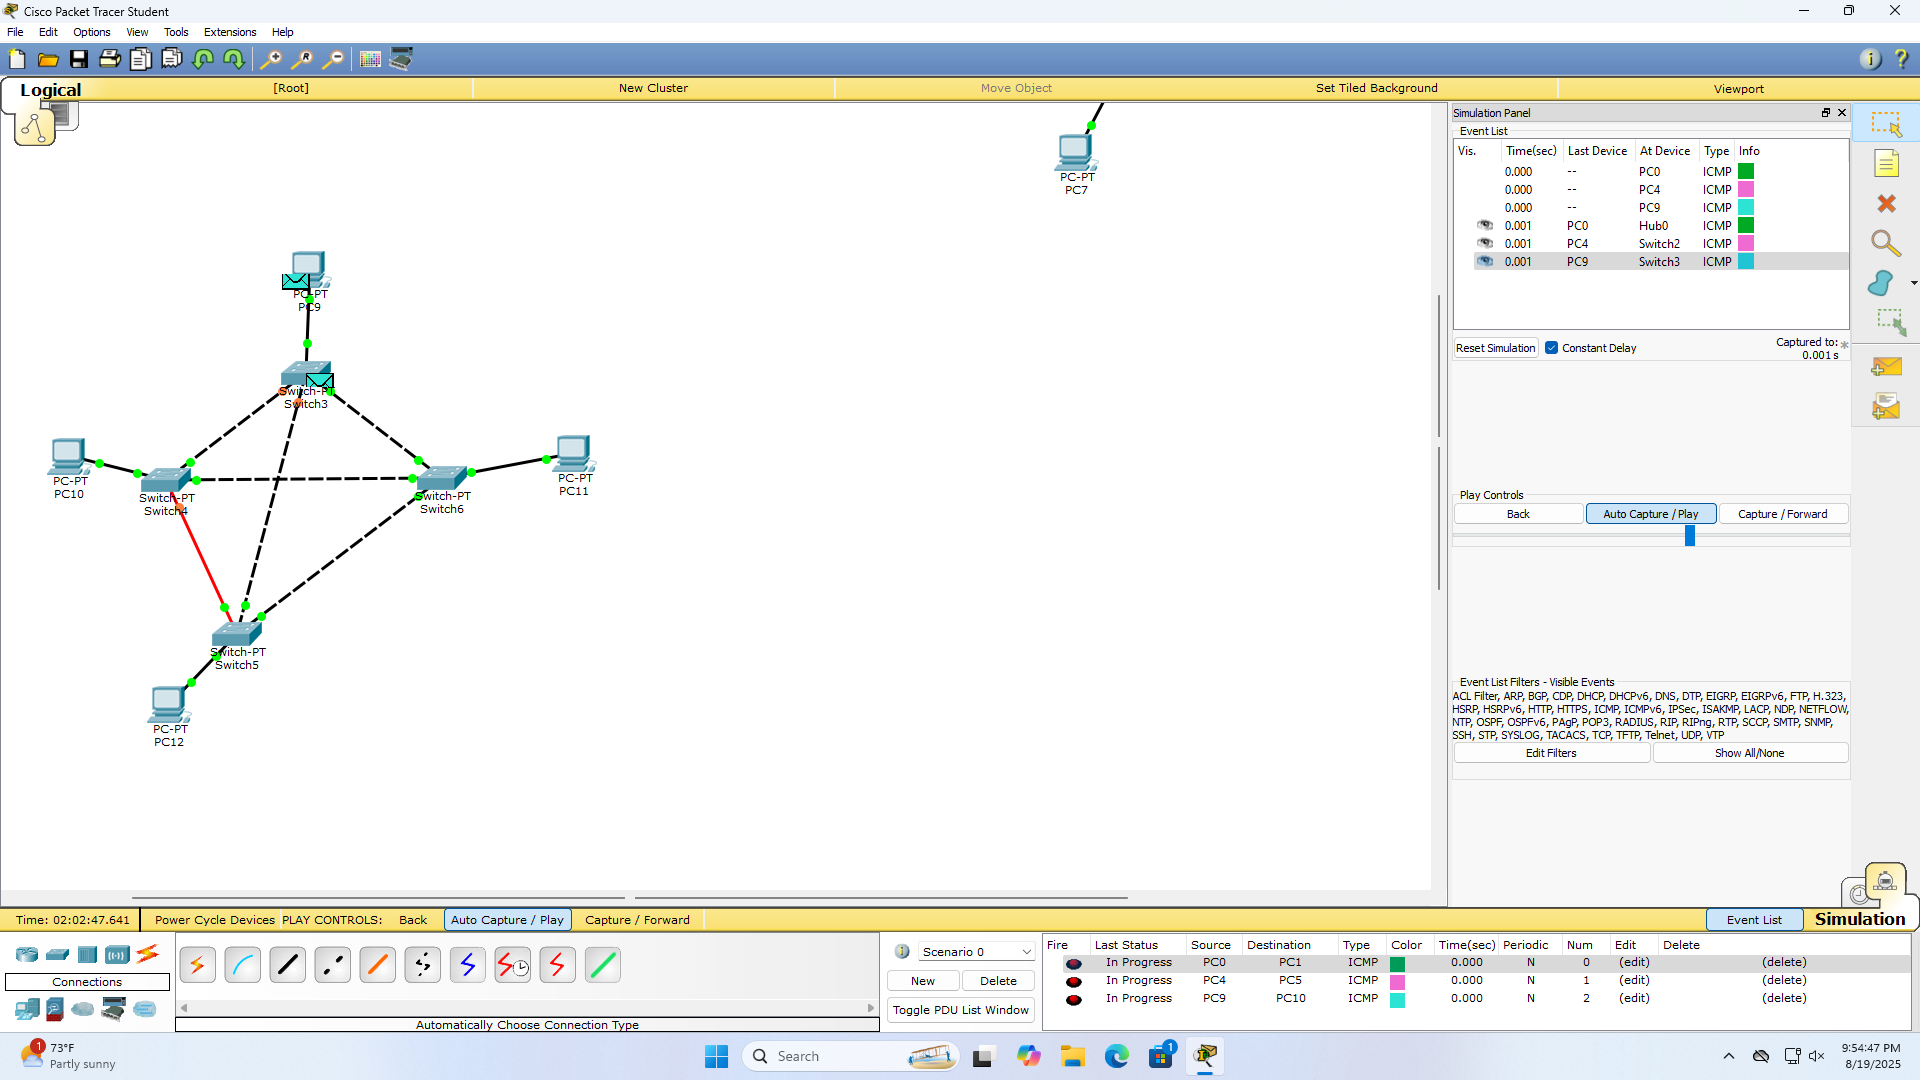 Cisco Packet Tracer Student
File Edit Options View Tools Extensions Help
Logical [Root] New Cluster Move Object Set Tiled Background Viewport
PC-PT
PC7
PC-PT
PC9
Switch-PT
Switch3
PC-PT
PC10
Switch-PT
Switch4
Switch-PT
Switch6
PC-PT
PC11
Switch-PT
Switch5
PC-PT
PC12
Simulation Panel
Event List
Vis. Time(sec) Last Device At Device Type Info
0.000 -- PC0 ICMP
0.000 -- PC4 ICMP
0.000 -- PC9 ICMP
0.001 PC0 Hub0 ICMP
0.001 PC4 Switch2 ICMP
0.001 PC9 Switch3 ICMP
Reset Simulation Constant Delay Captured to: *
0.001 s
Play Controls
Back Auto Capture / Play Capture / Forward
Event List Filters - Visible Events
ACL Filter, ARP, BGP, CDP, DHCP, DHCPv6, DNS, DTP, EIGRP, EIGRPv6, FTP, H.323,
HSRP, HSRPv6, HTTP, HTTPS, ICMP, ICMPv6, IPSec, ISAKMP, LACP, NDP, NETFLOW,
NTP, OSPF, OSPFv6, PAgP, POP3, RADIUS, RIP, RIPng, RTP, SCCP, SMTP, SNMP,
SSH, STP, SYSLOG, TACACS, TCP, TFTP, Telnet, UDP, VTP
Edit Filters Show All/None
Time: 02:02:47.641 Power Cycle Devices PLAY CONTROLS: Back Auto Capture / Play Capture / Forward Event List Simulation
Connections
Automatically Choose Connection Type
Scenario 0
New Delete
Toggle PDU List Window
Fire Last Status Source Destination Type Color Time(sec) Periodic Num Edit Delete
In Progress PC0 PC1 ICMP 0.000 N 0 (edit) (delete)
In Progress PC4 PC5 ICMP 0.000 N 1 (edit) (delete)
In Progress PC9 PC10 ICMP 0.000 N 2 (edit) (delete)
1 73°F
Partly sunny
Search
1
9:54:47 PM
8/19/2025